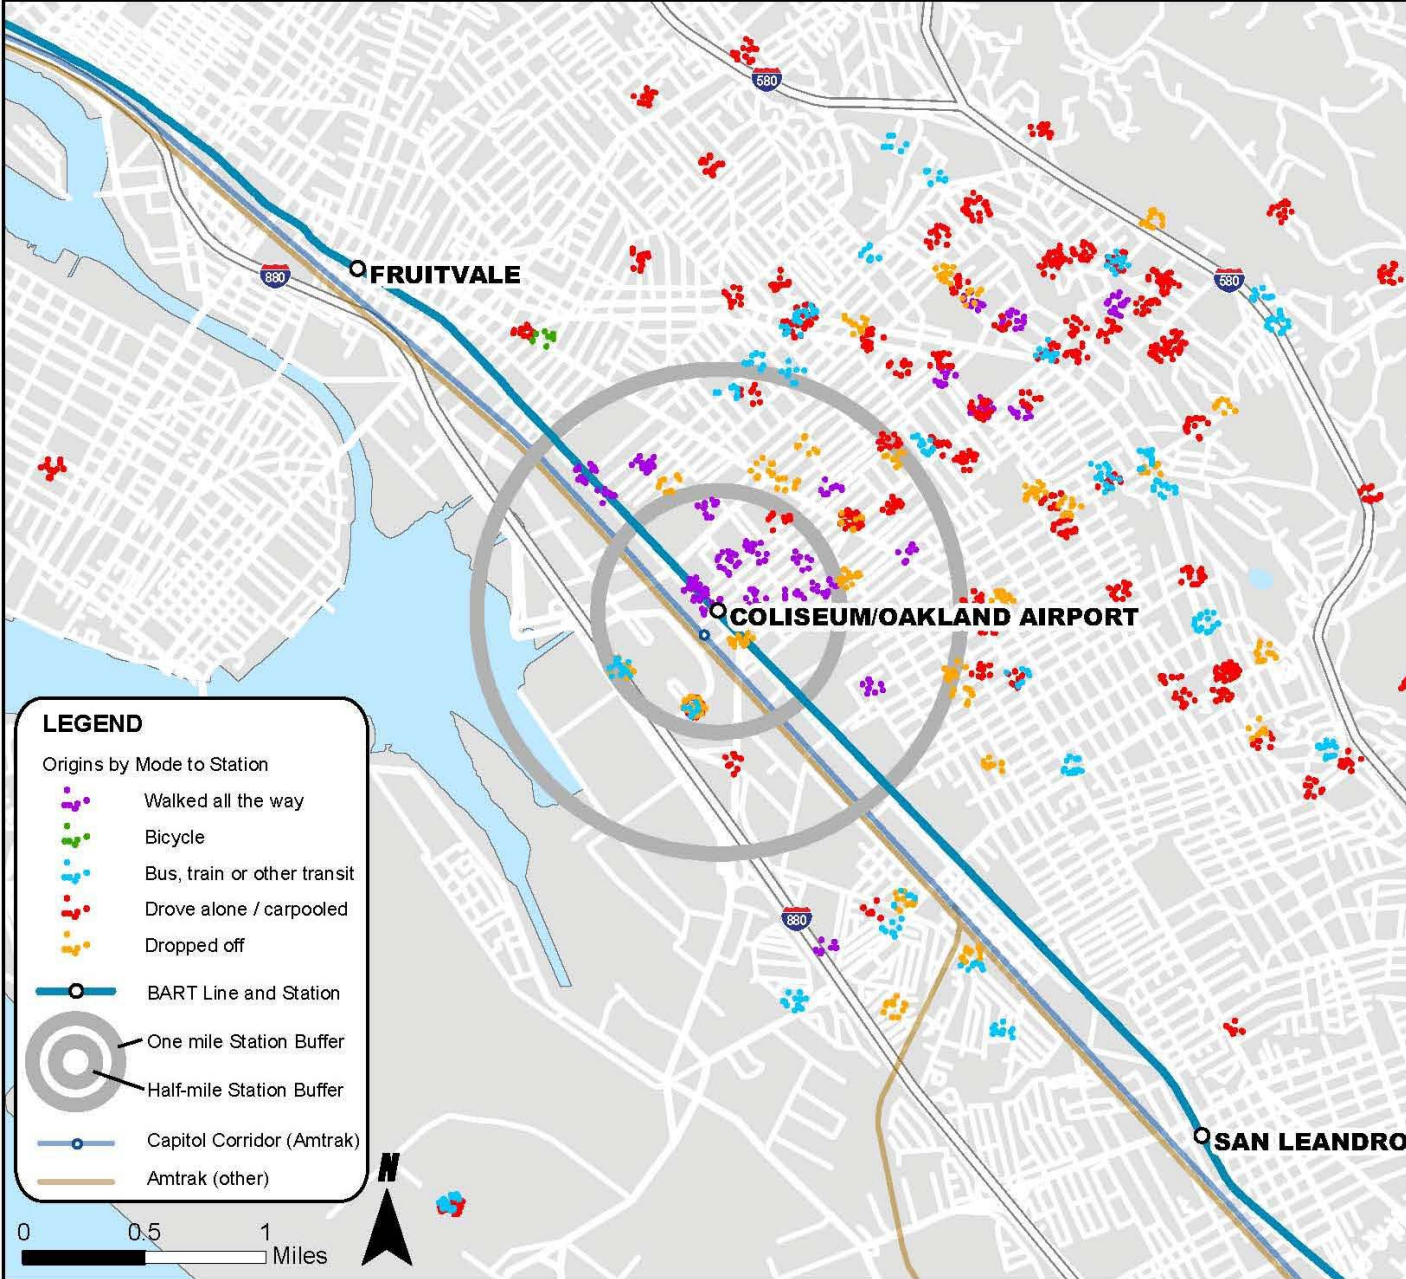 580
580
880
FRUITVALE
COLISEUM/OAKLAND AIRPORT
LEGEND
Origins by Mode to Station
Walked all the way
Bicycle
Bus, train or other transit
Drove alone / carpooled
Dropped off
BART Line and Station
One mile Station Buffer
Half-mile Station Buffer
Capitol Corridor (Amtrak)
Amtrak (other)
880
SAN LEANDRO
N
0 0.5 1
Miles